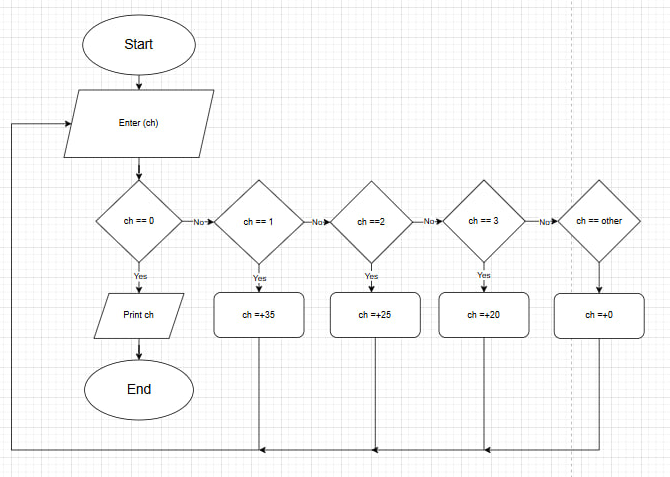 Start
Enter (ch)
ch == 0
No
ch == 1
No
ch ==2
No
ch == 3
No
ch == other
Yes
Yes
Yes
Yes
Print ch
ch =+35
ch =+25
ch =+20
ch =+0
End